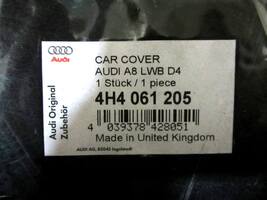 Audi
Audi Original
Zubehör
CAR COVER
AUDI A8 LWB D4
1 Stück / 1 piece
4H4 061 205
4 039378 428051
Made in United Kingdom
AUDI AG, 85045 Ingolstadt